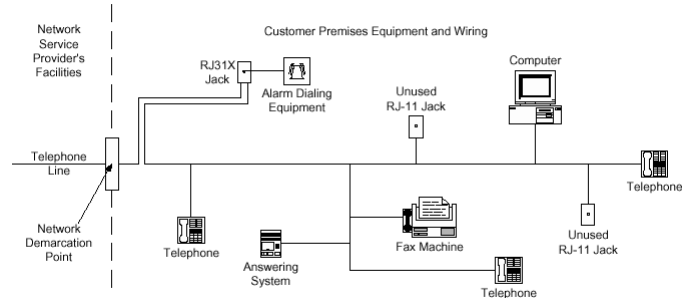 Network
Service
Provider's
Facilities
Customer Premises Equipment and Wiring
RJ31X
Jack
Alarm Dialing
Equipment
Unused
RJ-11 Jack
Computer
Telephone
Line
Telephone
Network
Demarcation
Point
Telephone
Answering
System
Fax Machine
Unused
RJ-11 Jack
Telephone